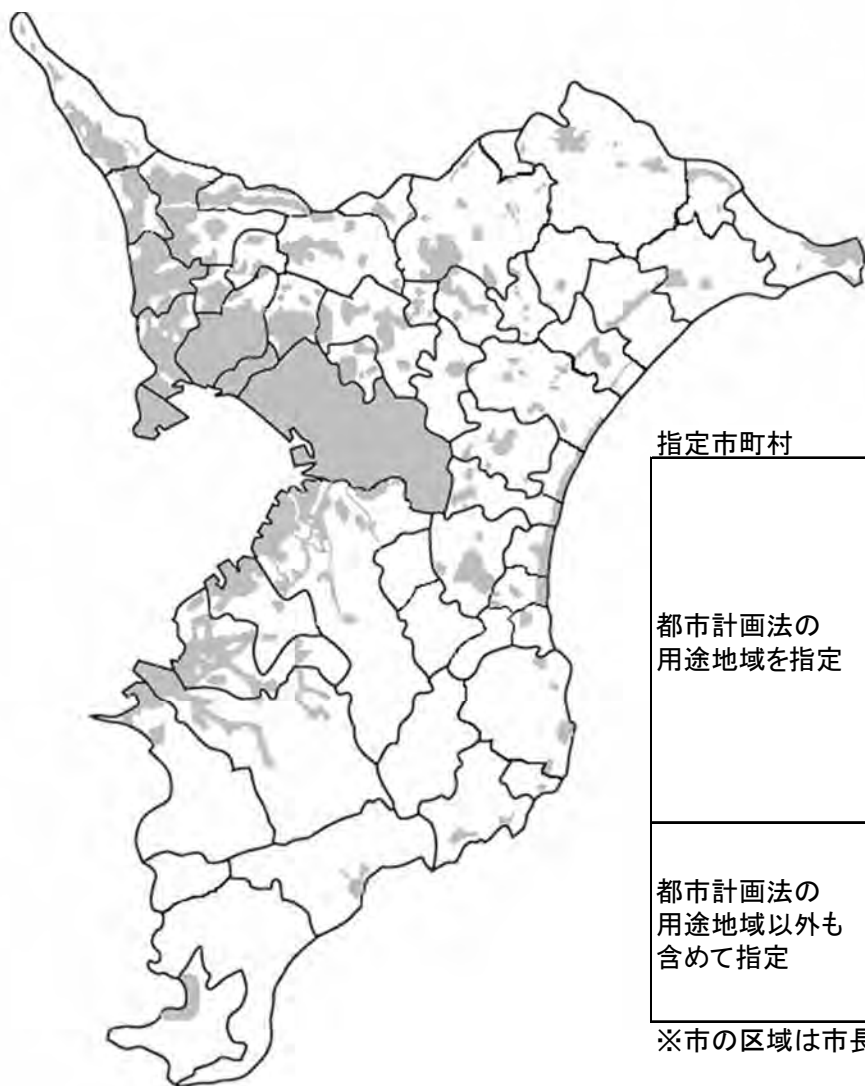 指定市町村
都市計画法の
用途地域を指定
都市計画法の
用途地域以外も
含めて指定
※市の区域は市長